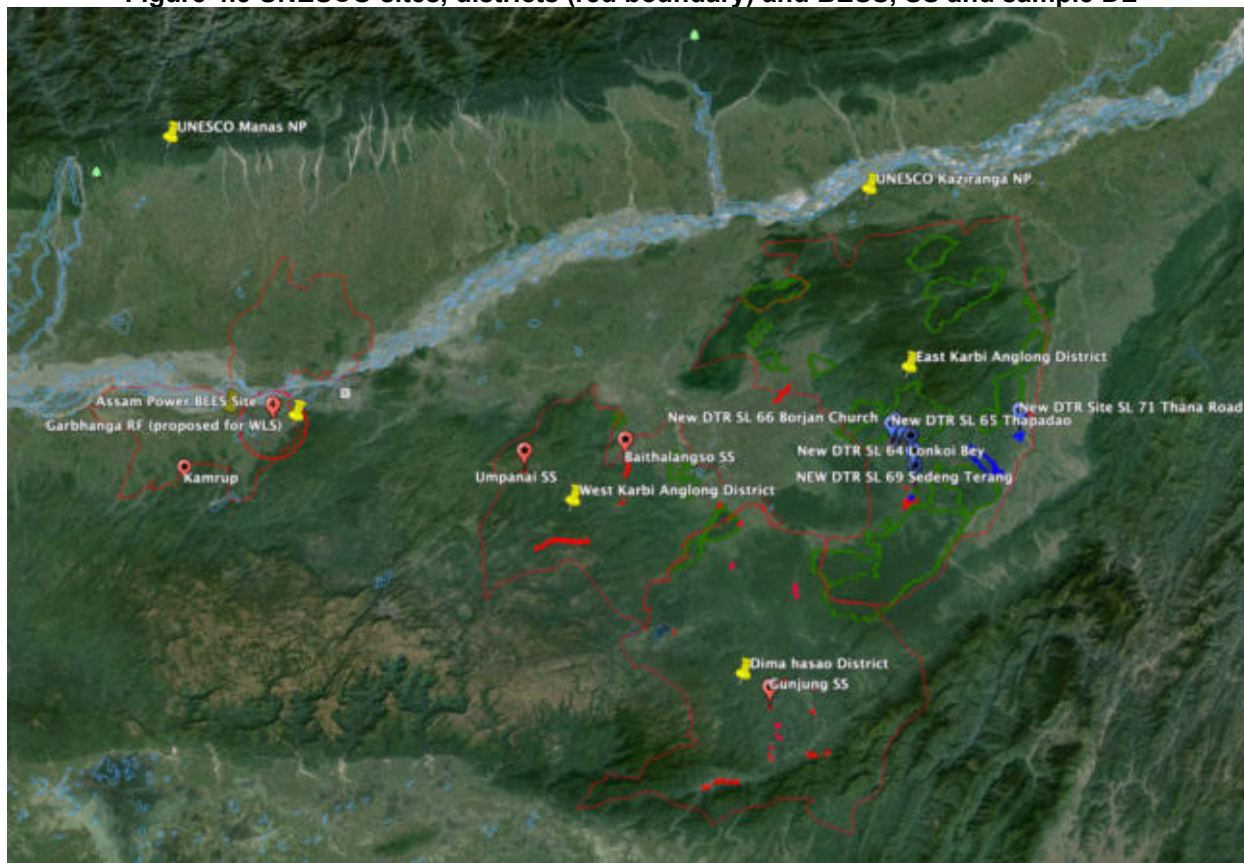 Figure UNESCO sites, districts (red boundary) and BESS, SS and sample DL
UNESCO Manas NP
UNESCO Kaziranga NP
East Karbi Anglong District
Assam Power BEES Site
New DTR SL 66 Borjan Church
New DTR SL 65 Thapadao
New DTR Site SL 71 Thana Road
Garbhanga RF (proposed for WLS)
New DTR SL 64 Lonkoi Bey
Baithalangso SS
Umpanai SS
Kamrup
NEW DTR SL 69 Sedeng Terang
West Karbi Anglong District
Dima hasao District
Gunjung SS